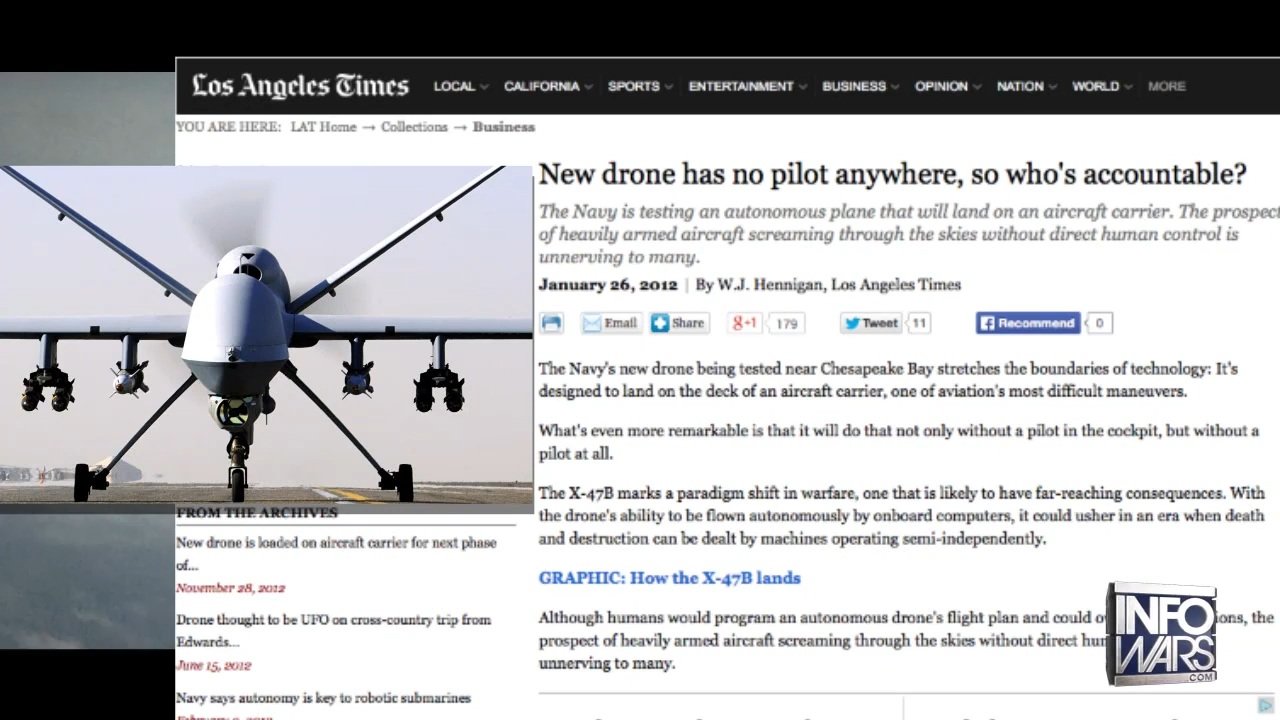 Los Angeles Times LOCAL CALIFORNIA SPORTS ENTERTAINMENT BUSINESS OPINION NATION WORLD MORE
YOU ARE HERE: LAT Home → Collections → Business
New drone has no pilot anywhere, so who's accountable?
The Navy is testing an autonomous plane that will land on an aircraft carrier. The prospect
of heavily armed aircraft screaming through the skies without direct human control is
unnerving to many.
January 26, 2012 | By W.J. Hennigan, Los Angeles Times
Email Share g+1 179 Tweet 11 Recommend 0
The Navy's new drone being tested near Chesapeake Bay stretches the boundaries of technology: It's
designed to land on the deck of an aircraft carrier, one of aviation's most difficult maneuvers.
What's even more remarkable is that it will do that not only without a pilot in the cockpit, but without a
pilot at all.
The X-47B marks a paradigm shift in warfare, one that is likely to have far-reaching consequences. With
the drone's ability to be flown autonomously by onboard computers, it could usher in an era when death
and destruction can be dealt by machines operating semi-independently.
GRAPHIC: How the X-47B lands
Although humans would program an autonomous drone's flight plan and could ions, the
prospect of heavily armed aircraft screaming through the skies without direct
unnerving to many.
FROM THE ARCHIVES
New drone is loaded on aircraft carrier for next phase
of...
November 28, 2012
Drone thought to be UFO on cross-country trip from
Edwards...
June 15, 2012
Navy says autonomy is key to robotic submarines
INFO
WARS
.COM